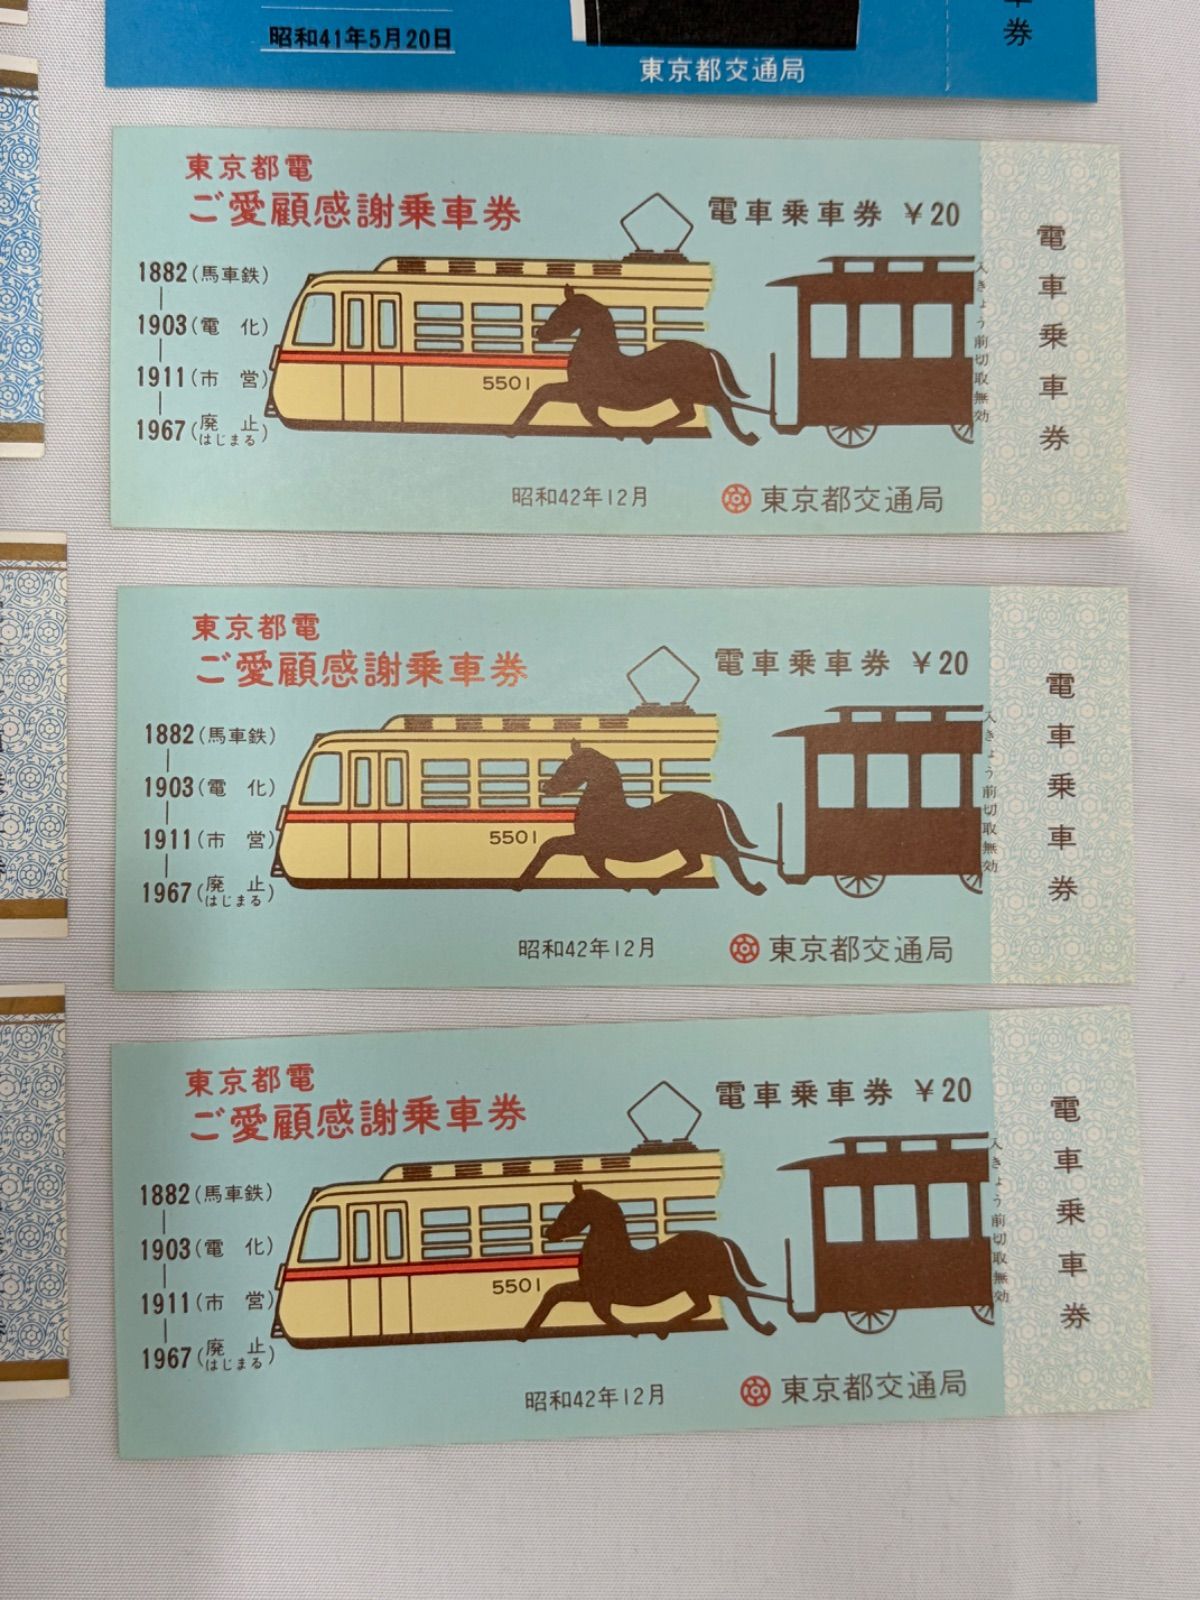 昭和41年5月20日
東京都交通局
車券
東京都電
ご愛顧感謝乗車券
電車乗車券 ¥20
1882(馬車鉄)
1903(電 化)
1911(市 営)
1967(廃 止 はじまる)
5501
入きょう前切取無効
昭和42年12月
東京都交通局
電車乗車券
東京都電
ご愛顧感謝乗車券
電車乗車券 ¥20
1882(馬車鉄)
1903(電 化)
1911(市 営)
1967(廃 止 はじまる)
5501
入きょう前切取無効
昭和42年12月
東京都交通局
電車乗車券
東京都電
ご愛顧感謝乗車券
電車乗車券 ¥20
1882(馬車鉄)
1903(電 化)
1911(市 営)
1967(廃 止 はじまる)
5501
入きょう前切取無効
昭和42年12月
東京都交通局
電車乗車券